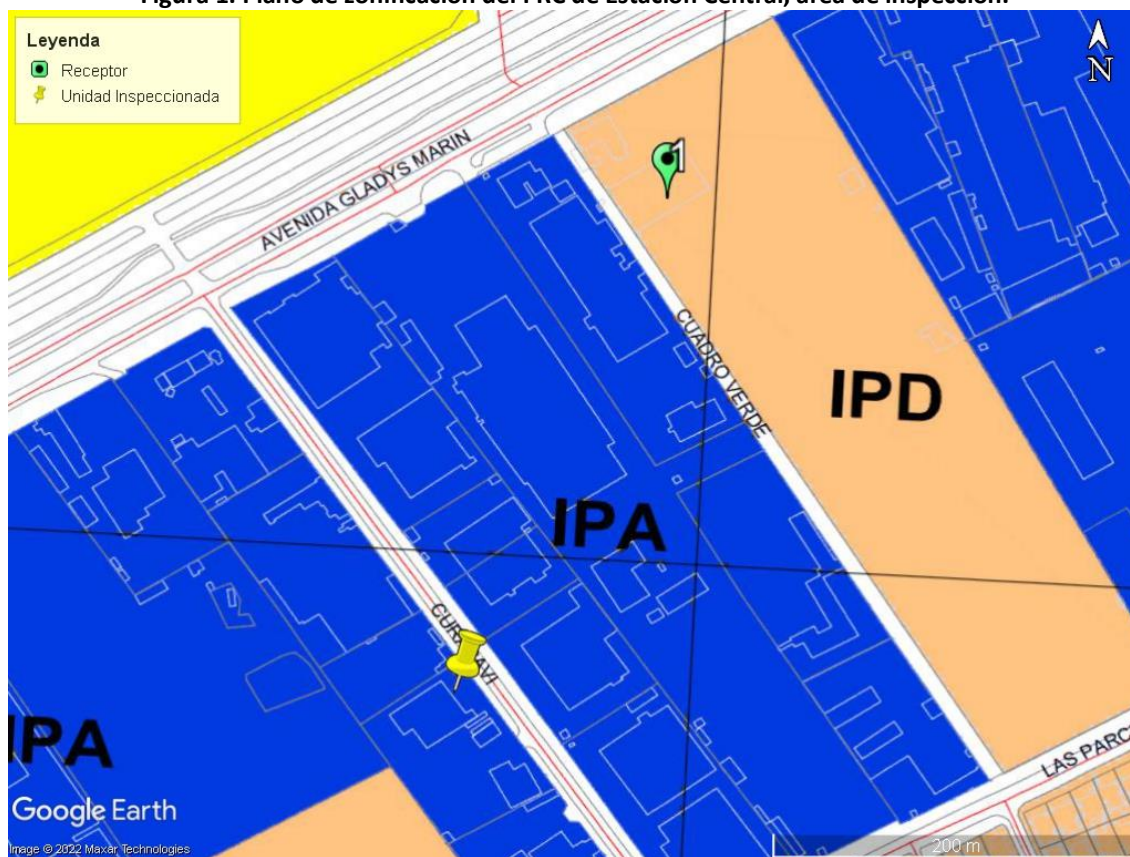 Figura 1: Plano de zonificación del PRC de Estación Central, área de inspección.
Leyenda
Receptor
Unidad Inspeccionada
N
AVENIDA GLADYS MARIN
1
CUADRO VERDE
IPD
IPA
IPA
LAS PARC
Google Earth
Image © 2022 Maxar Technologies
200 m